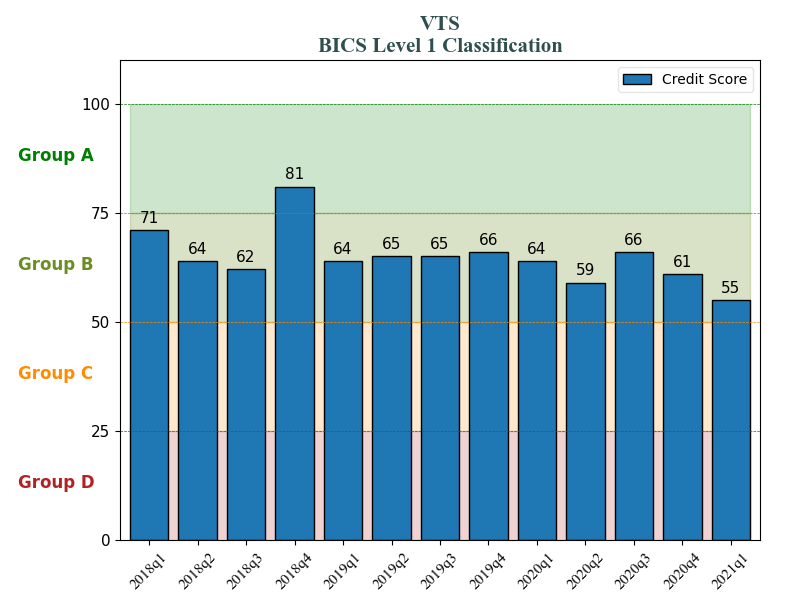 VTS
BICS Level 1 Classification
Credit Score
100
75
50
25
0
Group A
Group B
Group C
Group D
71
64
62
81
64
65
65
66
64
59
66
61
55
2018q1
2018q2
2018q3
2018q4
2019q1
2019q2
2019q3
2019q4
2020q1
2020q2
2020q3
2020q4
2021q1